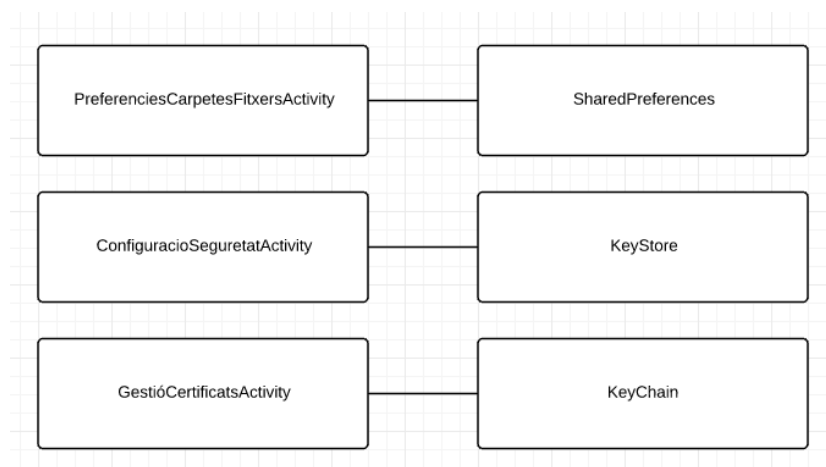 PreferenciesCarpetesFitxersActivity
SharedPreferences
ConfiguracioSeguretatActivity
KeyStore
GestióCertificatsActivity
KeyChain